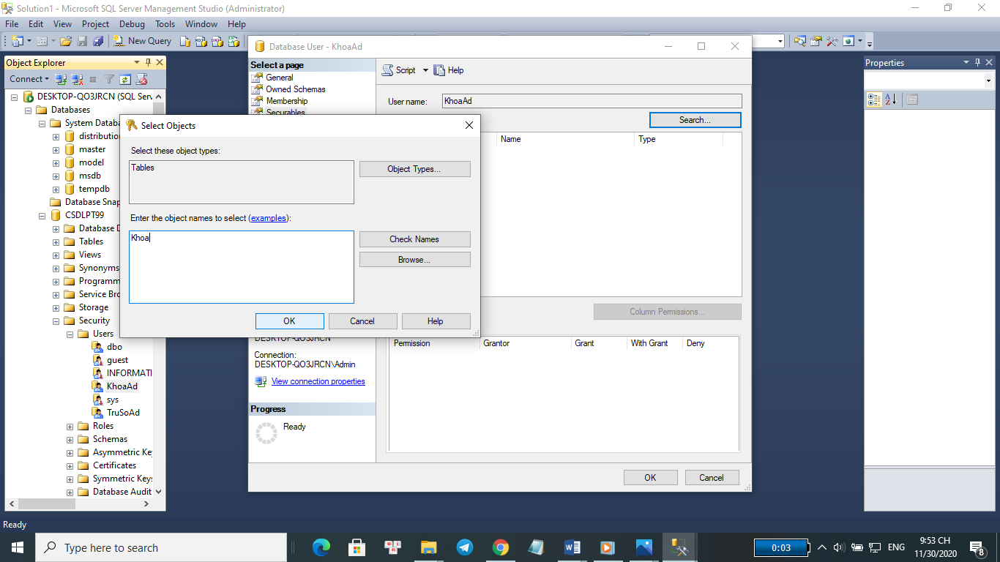 Solution1 - Microsoft SQL Server Management Studio (Administrator)
File Edit View Project Debug Tools Window Help
New Query
Object Explorer
Connect
DESKTOP-QO3JRCN (SQL Serv
Databases
System Databa
distribution
master
model
msdb
tempdb
Database Snap
CSDLPT99
Database D
Tables
Views
Synonyms
Programm
Service Bro
Storage
Security
Users
dbo
guest
INFORMATI
KhoaAd
sys
TruSoAd
Roles
Schemas
Asymmetric Key
Certificates
Symmetric Keys
Database Audit
Database User - KhoaAd
Select a page
General
Owned Schemas
Membership
Securables
Script Help
User name: KhoaAd
Search...
Name Type
Column Permissions...
Permission Grantor Grant With Grant Deny
DESKTOP-QO3JRCN
Connection:
DESKTOP-QO3JRCN\Admin
View connection properties
Progress
Ready
OK Cancel
Select Objects
Select these object types:
Tables
Object Types...
Enter the object names to select (examples):
Khoa
Check Names
Browse...
OK Cancel Help
Properties
Ready
Type here to search
0:03
ENG
9:53 CH
11/30/2020
8